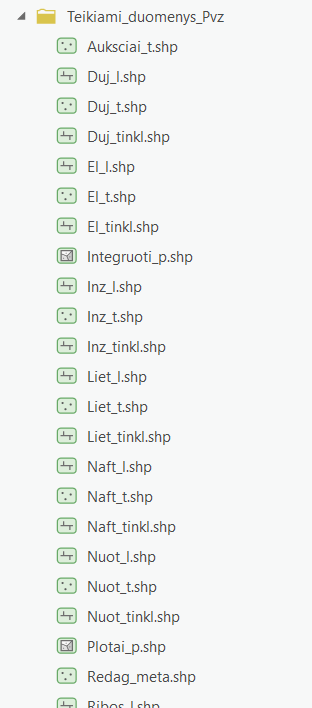 Teikiami_duomenys_Pvz
Auksciai_t.shp
Duj_l.shp
Duj_t.shp
Duj_tinkl.shp
El_l.shp
El_t.shp
El_tinkl.shp
Integruoti_p.shp
Inz_l.shp
Inz_t.shp
Inz_tinkl.shp
Liet_l.shp
Liet_t.shp
Liet_tinkl.shp
Naft_l.shp
Naft_t.shp
Naft_tinkl.shp
Nuot_l.shp
Nuot_t.shp
Nuot_tinkl.shp
Plotai_p.shp
Redag_meta.shp
Ribos_l.shp